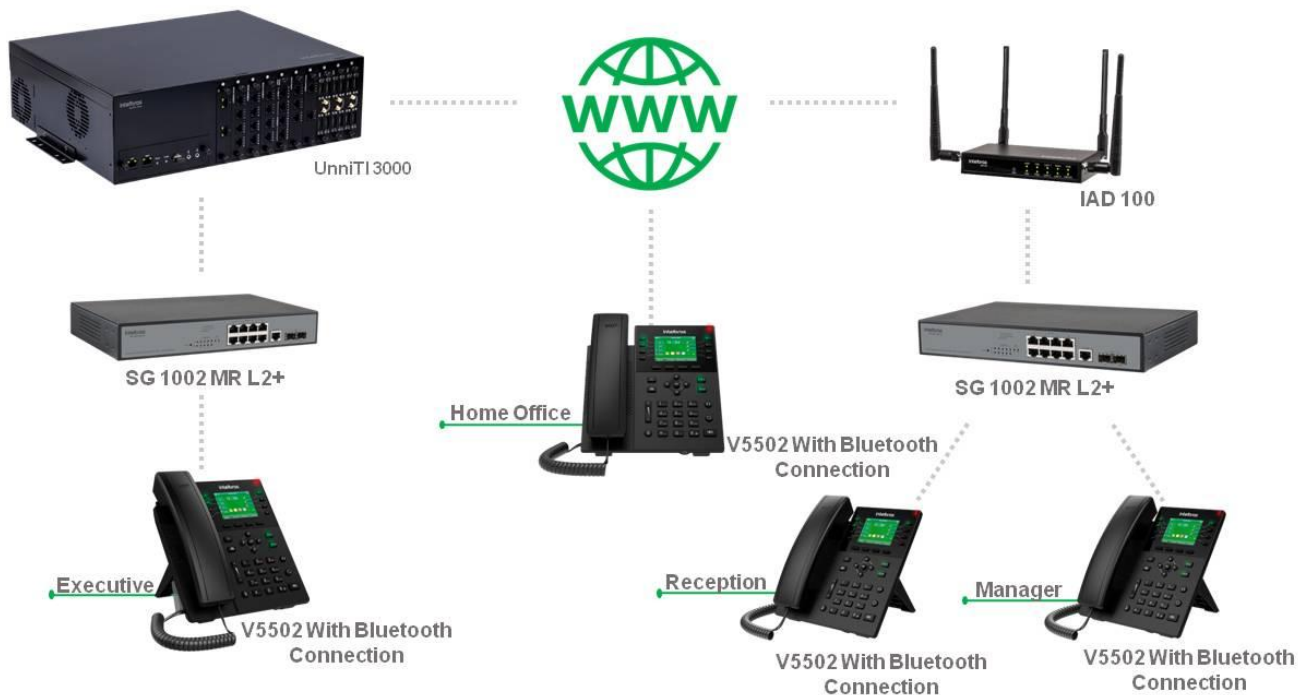 WWW
UnniTI 3000
IAD 100
SG 1002 MR L2+
SG 1002 MR L2+
Home Office
V5502 With Bluetooth
Connection
Executive
V5502 With Bluetooth
Connection
Reception
V5502 With Bluetooth
Connection
Manager
V5502 With Bluetooth
Connection